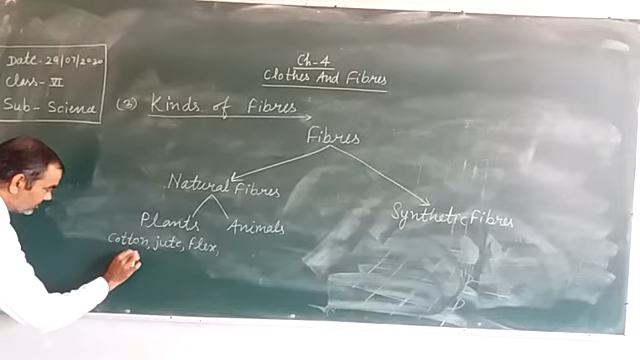 Date-29/07/2020
Class-VI
Sub-Science
Ch-4
Clothes And Fibres
(3) Kinds of Fibres
Fibres
Natural Fibres
Synthetic Fibres
Plants
Animals
Cotton, jute, Flex,